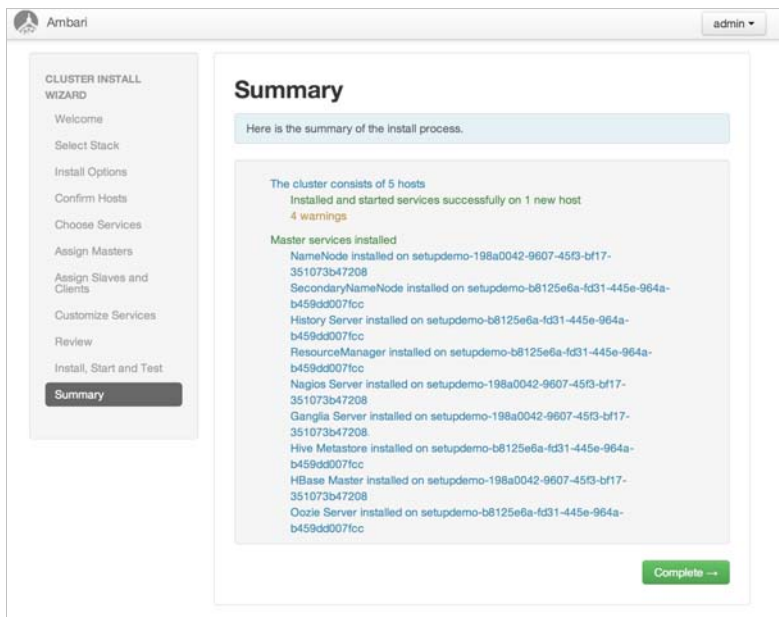 Ambari
admin
CLUSTER INSTALL
WIZARD
Welcome
Select Stack
Install Options
Confirm Hosts
Choose Services
Assign Masters
Assign Slaves and
Clients
Customize Services
Review
Install, Start and Test
Summary
Summary
Here is the summary of the install process.
The cluster consists of 5 hosts
Installed and started services successfully on 1 new host
4 warnings
Master services installed
NameNode installed on setupdemo-198a0042-9607-45f3-bf17-
351073b47208
SecondaryNameNode installed on setupdemo-b8125e6a-fd31-445e-964a-
b459dd007fcc
History Server installed on setupdemo-b8125e6a-fd31-445e-964a-
b459dd007fcc
ResourceManager installed on setupdemo-b8125e6a-fd31-445e-964a-
b459dd007fcc
Nagios Server installed on setupdemo-198a0042-9607-45f3-bf17-
351073b47208
Ganglia Server installed on setupdemo-198a0042-9607-45f3-bf17-
351073b47208.
Hive Metastore installed on setupdemo-b8125e6a-fd31-445e-964a-
b459dd007fcc
HBase Master installed on setupdemo-198a0042-9607-45f3-bf17-
351073b47208
Oozie Server installed on setupdemo-b8125e6a-fd31-445e-964a-
b459dd007fcc
Complete →